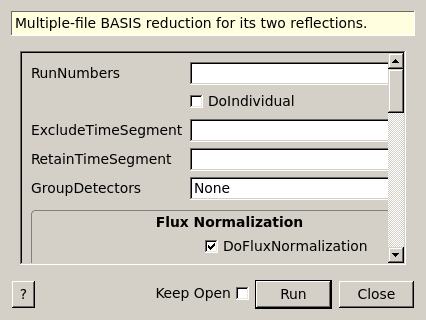 Multiple-file BASIS reduction for its two reflections.
RunNumbers
DoIndividual
ExcludeTimeSegment
RetainTimeSegment
GroupDetectors None
Flux Normalization
DoFluxNormalization
? Keep Open Run Close